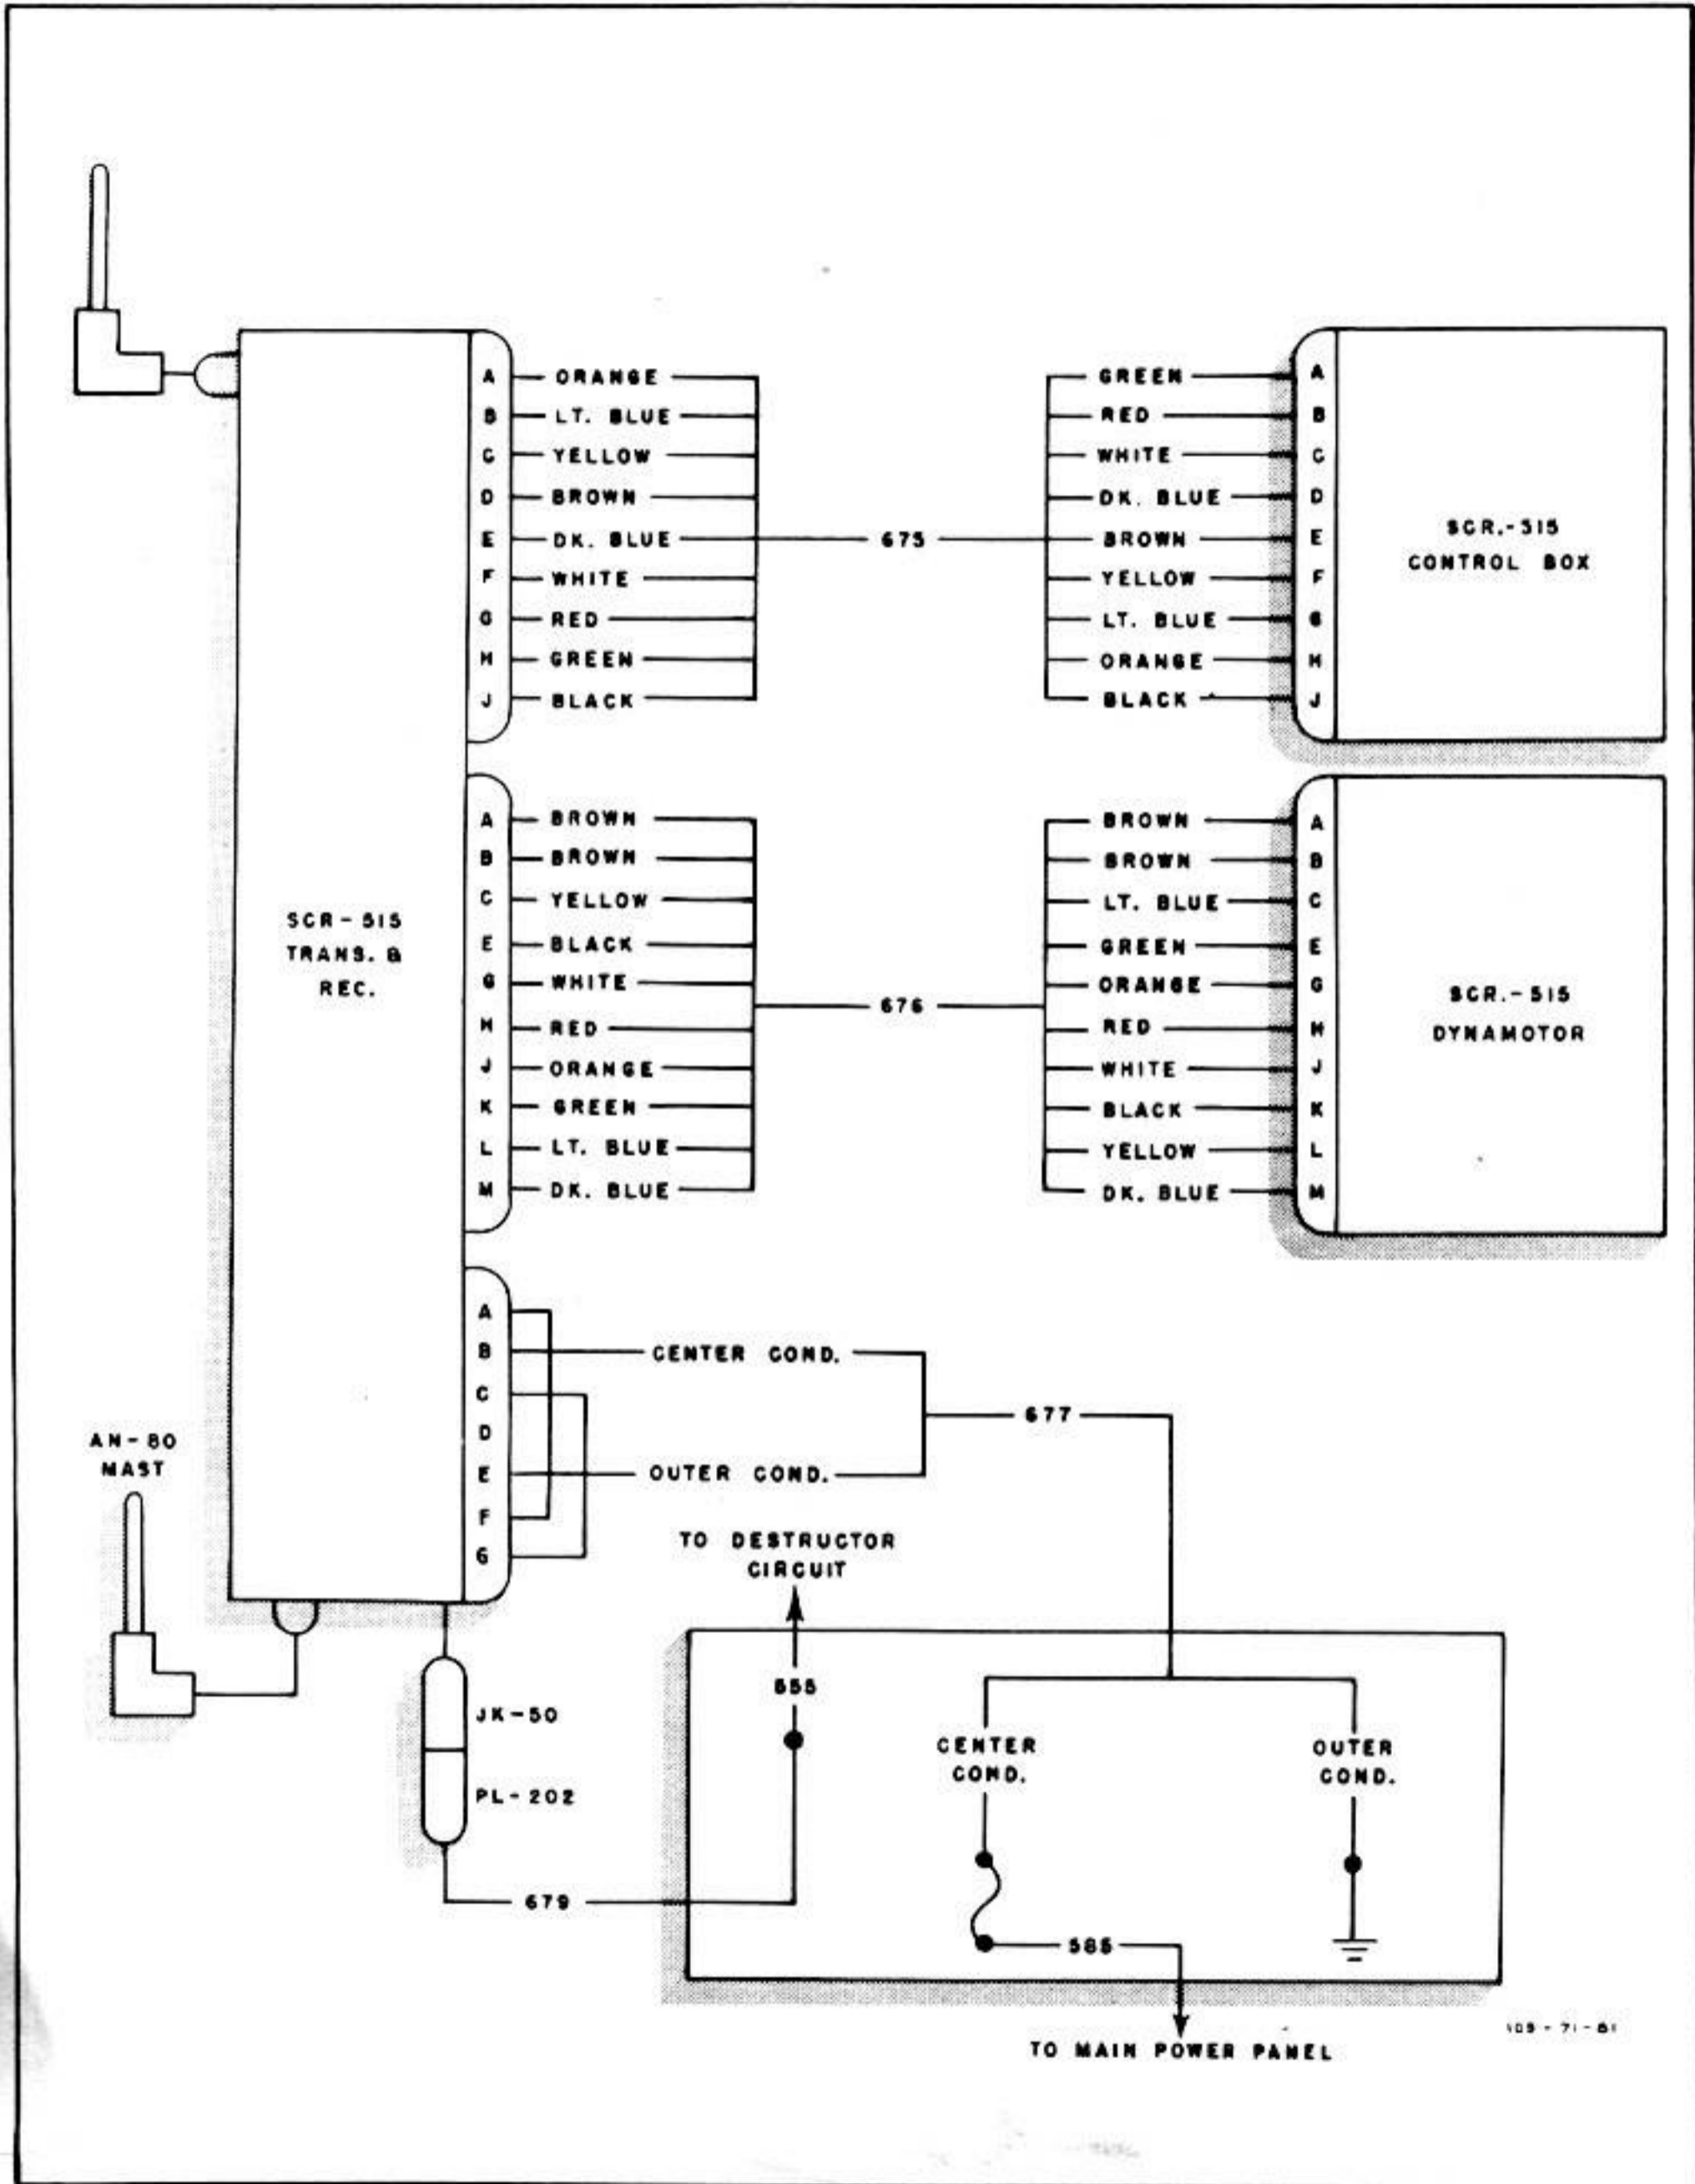 A ORANGE GREEN A
B LT. BLUE RED B
C YELLOW WHITE C
D BROWN DK. BLUE D
E DK. BLUE 675 BROWN E
F WHITE YELLOW F
G RED LT. BLUE G
H GREEN ORANGE H
J BLACK BLACK J
SCR.-515
CONTROL BOX
A BROWN BROWN A
B BROWN BROWN B
C YELLOW LT. BLUE C
E BLACK GREEN E
G WHITE ORANGE G
676
H RED RED H
J ORANGE WHITE J
K GREEN BLACK K
L LT. BLUE YELLOW L
M DK. BLUE DK. BLUE M
SCR-515
TRANS. &
REC.
SCR.-515
DYNAMOTOR
A
B CENTER COND.
C
677
D
E OUTER COND.
F
G
AN-80
MAST
TO DESTRUCTOR
CIRCUIT
555
JK-50
PL-202
CENTER
COND.
OUTER
COND.
679
585
TO MAIN POWER PANEL